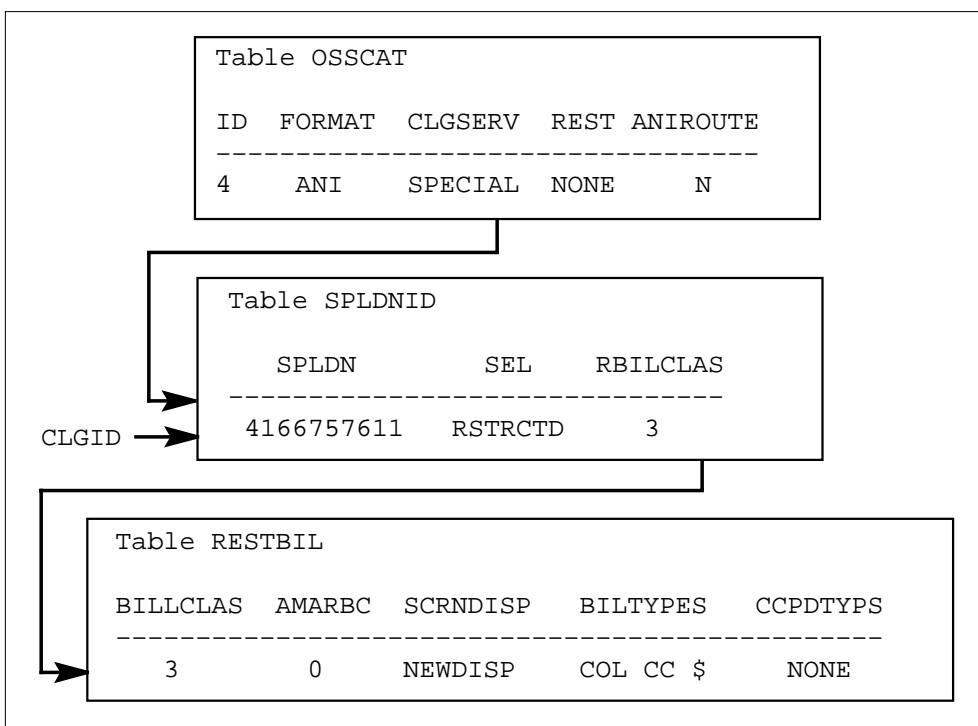 Table OSSCAT
ID FORMAT CLGSERV REST ANIROUTE
----------------------------------
4 ANI SPECIAL NONE N
Table SPLDNID
SPLDN SEL RBILCLAS
-------------------------------
CLGID 4166757611 RSTRCTD 3
Table RESTBIL
BILLCLAS AMARBC SCRNDISP BILTYPES CCPDTYPS
------------------------------------------------
3 0 NEWDISP COL CC $ NONE